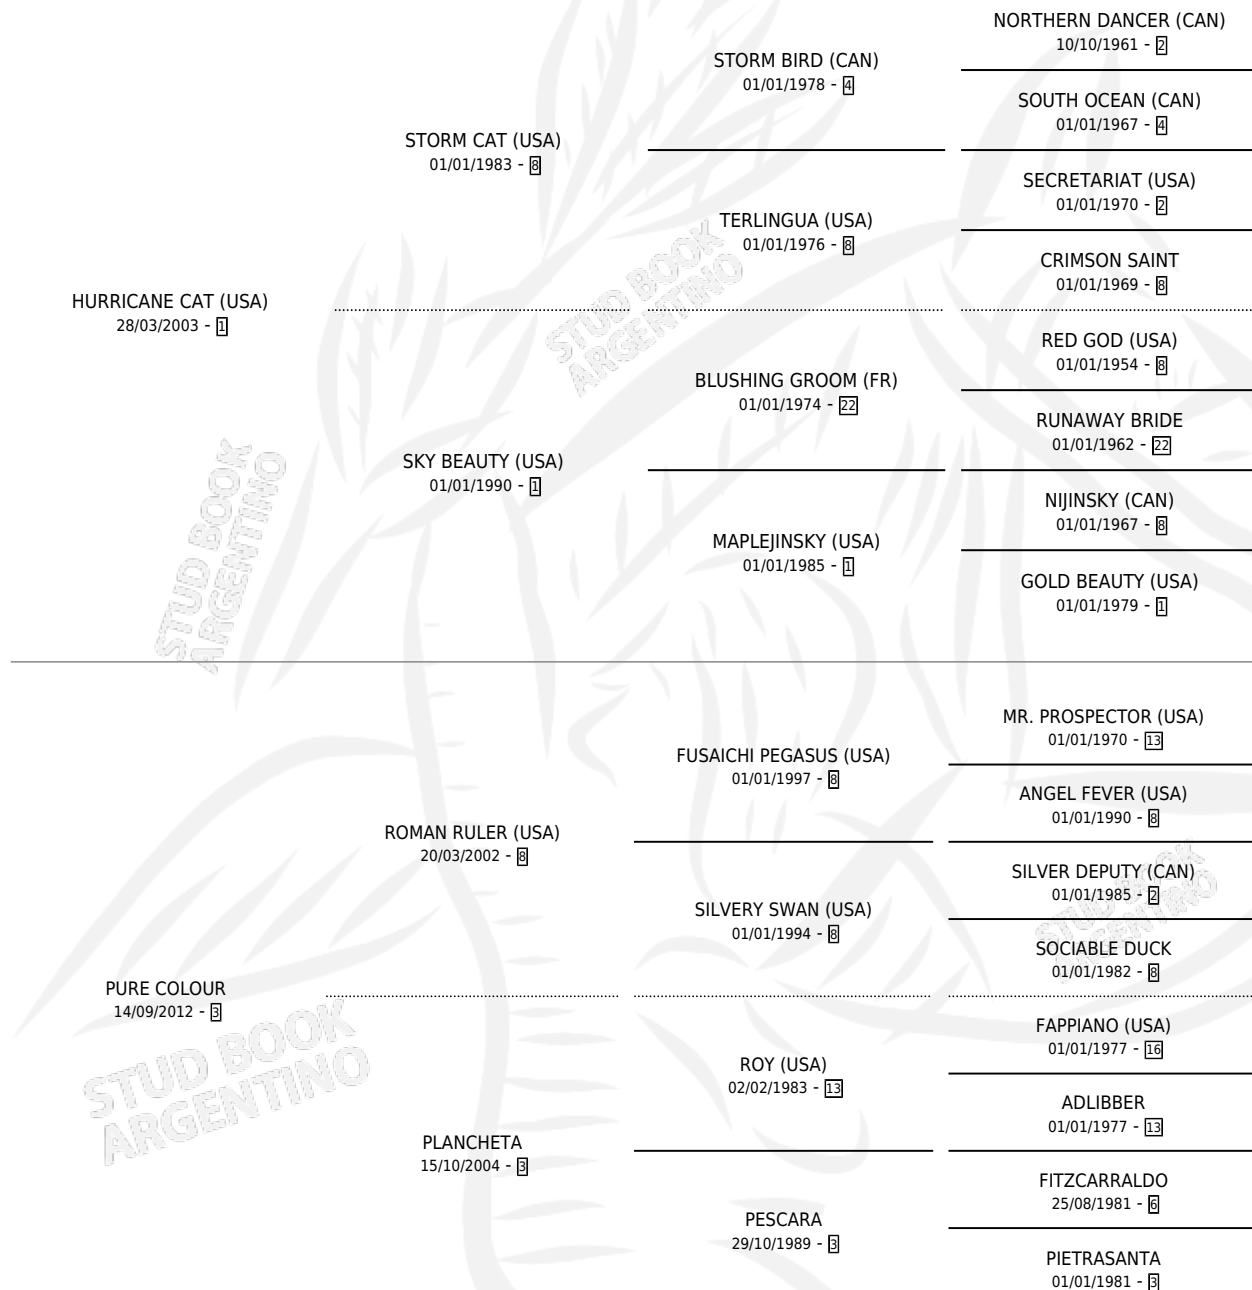 NORTHERN DANCER (CAN)
10/10/1961 - 2
STORM BIRD (CAN)
01/01/1978 - 4
SOUTH OCEAN (CAN)
01/01/1967 - 4
STORM CAT (USA)
01/01/1983 - 8
SECRETARIAT (USA)
01/01/1970 - 2
TERLINGUA (USA)
01/01/1976 - 8
CRIMSON SAINT
01/01/1969 - 8
HURRICANE CAT (USA)
28/03/2003 - 1
RED GOD (USA)
01/01/1954 - 8
BLUSHING GROOM (FR)
01/01/1974 - 22
RUNAWAY BRIDE
01/01/1962 - 22
SKY BEAUTY (USA)
01/01/1990 - 1
NIJINSKY (CAN)
01/01/1967 - 8
MAPLEJINSKY (USA)
01/01/1985 - 1
GOLD BEAUTY (USA)
01/01/1979 - 1
STUD BOOK
ARGENTINO
STUD BOOK
ARGENTINO
MR. PROSPECTOR (USA)
01/01/1970 - 13
FUSAICHI PEGASUS (USA)
01/01/1997 - 8
ANGEL FEVER (USA)
01/01/1990 - 8
ROMAN RULER (USA)
20/03/2002 - 8
SILVER DEPUTY (CAN)
01/01/1985 - 2
SILVERY SWAN (USA)
01/01/1994 - 8
SOCIABLE DUCK
01/01/1982 - 8
STUD BOOK
ARGENTINO
PURE COLOUR
14/09/2012 - 3
FAPPIANO (USA)
01/01/1977 - 16
ROY (USA)
02/02/1983 - 13
ADLIBBER
01/01/1977 - 13
STUD BOOK
ARGENTINO
PLANCHETA
15/10/2004 - 3
FITZCARRALDO
25/08/1981 - 6
PESCARA
29/10/1989 - 3
PIETRASANTA
01/01/1981 - 3